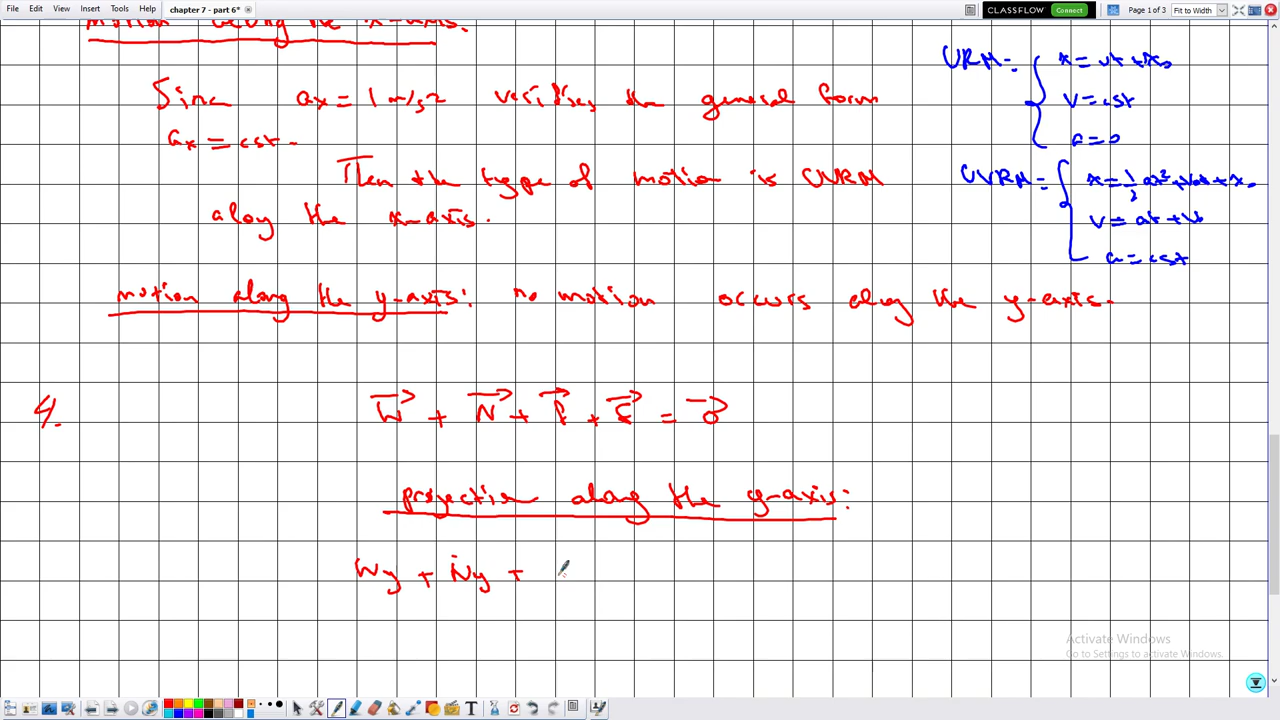 chapter 7 - part 6*
File Edit View Insert Tools Help
CLASSFLOW Connect Page 1 of 3 Fit to Width
motion along the x-axis:
Since ax = 1 m/s² verifies the general form
ax = cst.
Then the type of motion is UVRM
along the x-axis.
motion along the y-axis: no motion occurs along the y-axis.
URM:
x = vt + x₀
v = cst
a = 0
UVRM:
x = 1/2 at² + v₀t + x₀
v = at + v₀
a = cst
4. W + N + F + f = 0
projection along the y-axis:
Wy + Ny +
Activate Windows
Go to Settings to activate Windows.